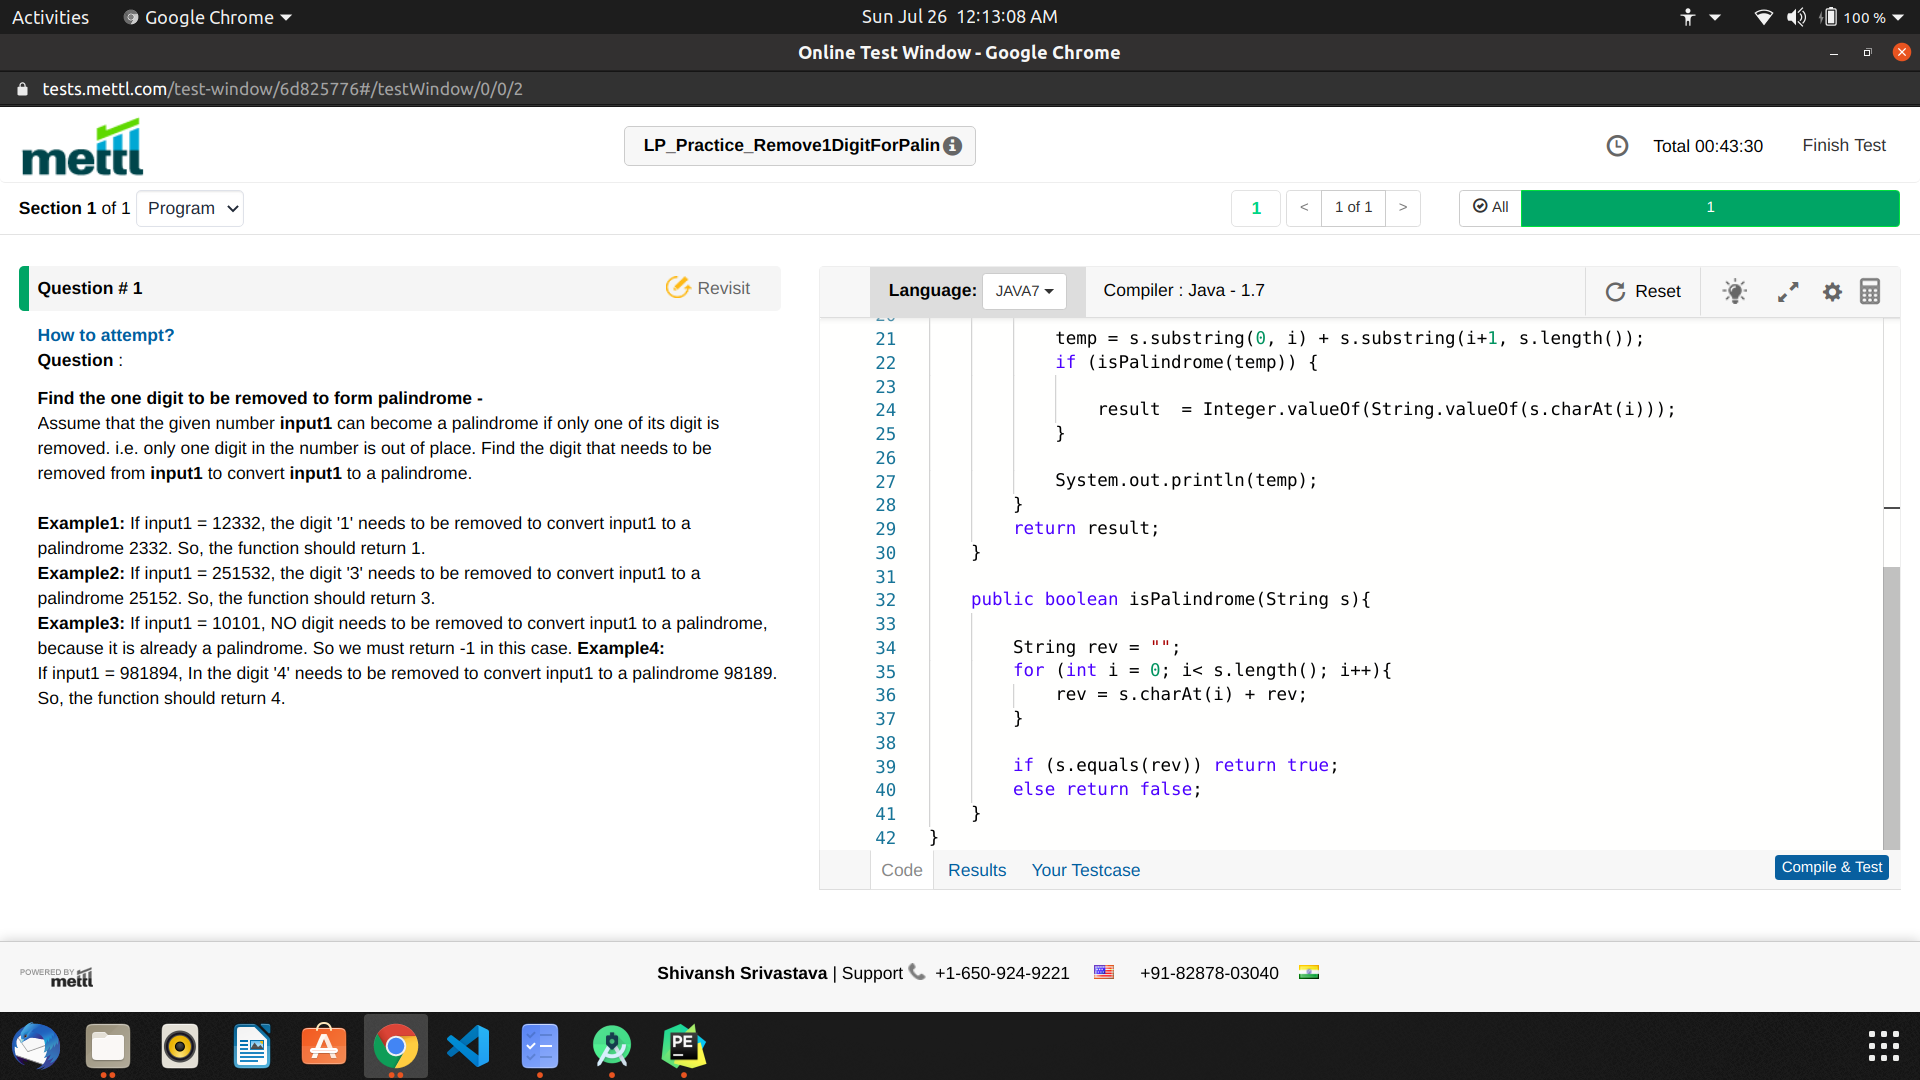 Activities
Google Chrome
Sun Jul 26 12:13:08 AM
100 %
Online Test Window - Google Chrome
tests.mettl.com/test-window/6d825776#/testWindow/0/0/2
mettl
LP_Practice_Remove1DigitForPalin
Total 00:43:30
Finish Test
Section 1 of 1
Program
1
<
1 of 1
>
All
1
Question # 1
Revisit
Language:
JAVA7
Compiler : Java - 1.7
Reset
How to attempt?
Question :
Find the one digit to be removed to form palindrome -
Assume that the given number input1 can become a palindrome if only one of its digit is
removed. i.e. only one digit in the number is out of place. Find the digit that needs to be
removed from input1 to convert input1 to a palindrome.
Example1: If input1 = 12332, the digit '1' needs to be removed to convert input1 to a
palindrome 2332. So, the function should return 1.
Example2: If input1 = 251532, the digit '3' needs to be removed to convert input1 to a
palindrome 25152. So, the function should return 3.
Example3: If input1 = 10101, NO digit needs to be removed to convert input1 to a palindrome,
because it is already a palindrome. So we must return -1 in this case. Example4:
If input1 = 981894, In the digit '4' needs to be removed to convert input1 to a palindrome 98189.
So, the function should return 4.
21 temp = s.substring(0, i) + s.substring(i+1, s.length());
22 if (isPalindrome(temp)) {
23
24 result  = Integer.valueOf(String.valueOf(s.charAt(i)));
25 }
26
27 System.out.println(temp);
28 }
29 return result;
30 }
31
32 public boolean isPalindrome(String s){
33
34 String rev = "";
35 for (int i = 0; i< s.length(); i++){
36 rev = s.charAt(i) + rev;
37 }
38
39 if (s.equals(rev)) return true;
40 else return false;
41 }
42 }
Code
Results
Your Testcase
Compile & Test
POWERED BY mettl
Shivansh Srivastava | Support +1-650-924-9221 +91-82878-03040
PE